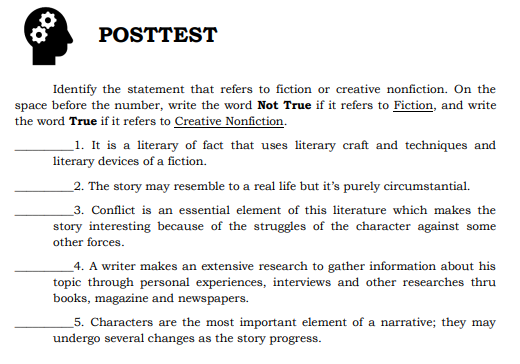 POSTTEST
Identify the statement that refers to fiction or creative nonfiction. On the
space before the number, write the word Not True if it refers to Fiction, and write
the word True if it refers to Creative Nonfiction.
__________1. It is a literary of fact that uses literary craft and techniques and
literary devices of a fiction.
__________2. The story may resemble to a real life but it's purely circumstantial.
__________3. Conflict is an essential element of this literature which makes the
story interesting because of the struggles of the character against some
other forces.
__________4. A writer makes an extensive research to gather information about his
topic through personal experiences, interviews and other researches thru
books, magazine and newspapers.
__________5. Characters are the most important element of a narrative; they may
undergo several changes as the story progress.